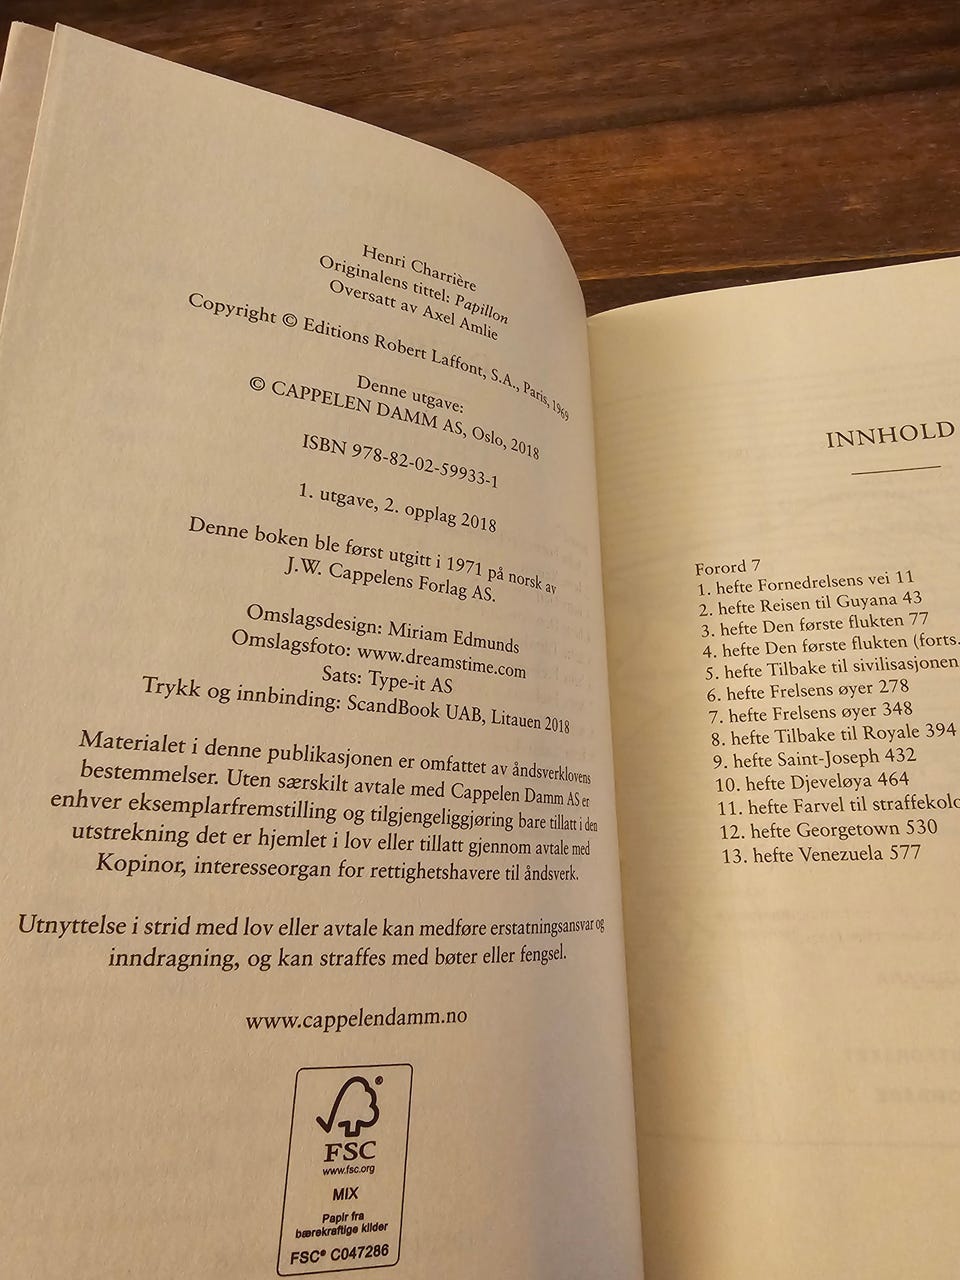 Henri Charrière
Originalens tittel: Papillon
Oversatt av Axel Amlie
Copyright © Editions Robert Laffont, S.A., Paris, 1969
Denne utgave:
© CAPPELEN DAMM AS, Oslo, 2018
ISBN 978-82-02-59933-1
1. utgave, 2. opplag 2018
Denne boken ble først utgitt i 1971 på norsk av
J.W. Cappelens Forlag AS.
Omslagsdesign: Miriam Edmunds
Omslagsfoto: www.dreamstime.com
Sats: Type-it AS
Trykk og innbinding: ScandBook UAB, Litauen 2018
Materialet i denne publikasjonen er omfattet av åndsverklovens
bestemmelser. Uten særskilt avtale med Cappelen Damm AS er
enhver eksemplarfremstilling og tilgjengeliggjøring bare tillatt i den
utstrekning det er hjemlet i lov eller tillatt gjennom avtale med
Kopinor, interesseorgan for rettighetshavere til åndsverk.
Utnyttelse i strid med lov eller avtale kan medføre erstatningsansvar og
inndragning, og kan straffes med bøter eller fengsel.
www.cappelendamm.no
®
FSC
www.fsc.org
MIX
Papir fra
bærekraftige kilder
FSC® C047286
INNHOLD
Forord 7
1. hefte Fornedrelsens vei 11
2. hefte Reisen til Guyana 43
3. hefte Den første flukten 77
4. hefte Den første flukten (forts.
5. hefte Tilbake til sivilisasjonen
6. hefte Frelsens øyer 278
7. hefte Frelsens øyer 348
8. hefte Tilbake til Royale 394
9. hefte Saint-Joseph 432
10. hefte Djeveløya 464
11. hefte Farvel til straffekolo
12. hefte Georgetown 530
13. hefte Venezuela 577